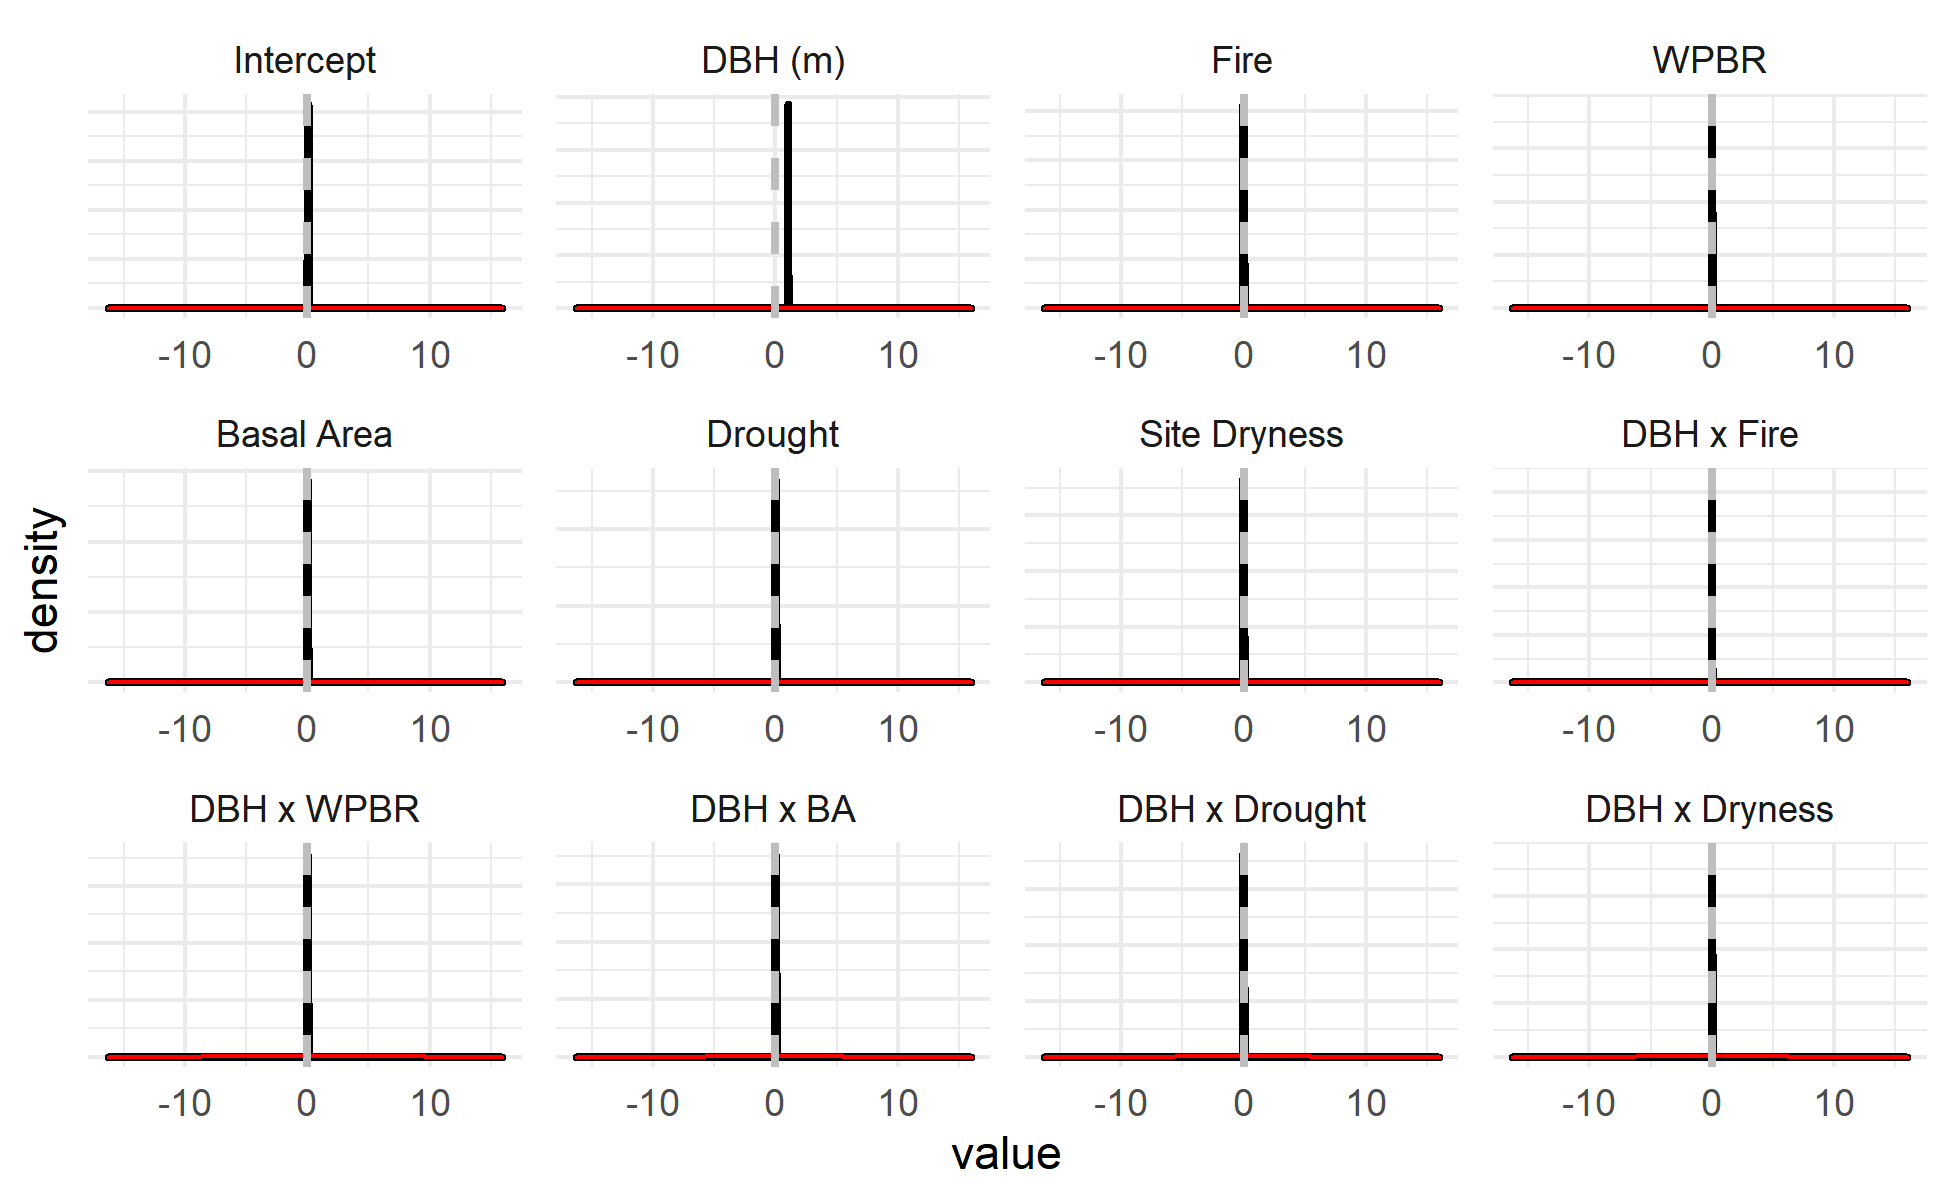 Intercept DBH (m) Fire WPBR
-10 0 10 -10 0 10 -10 0 10 -10 0 10
Basal Area Drought Site Dryness DBH x Fire
density
-10 0 10 -10 0 10 -10 0 10 -10 0 10
DBH x WPBR DBH x BA DBH x Drought DBH x Dryness
-10 0 10 -10 0 10 -10 0 10 -10 0 10
value